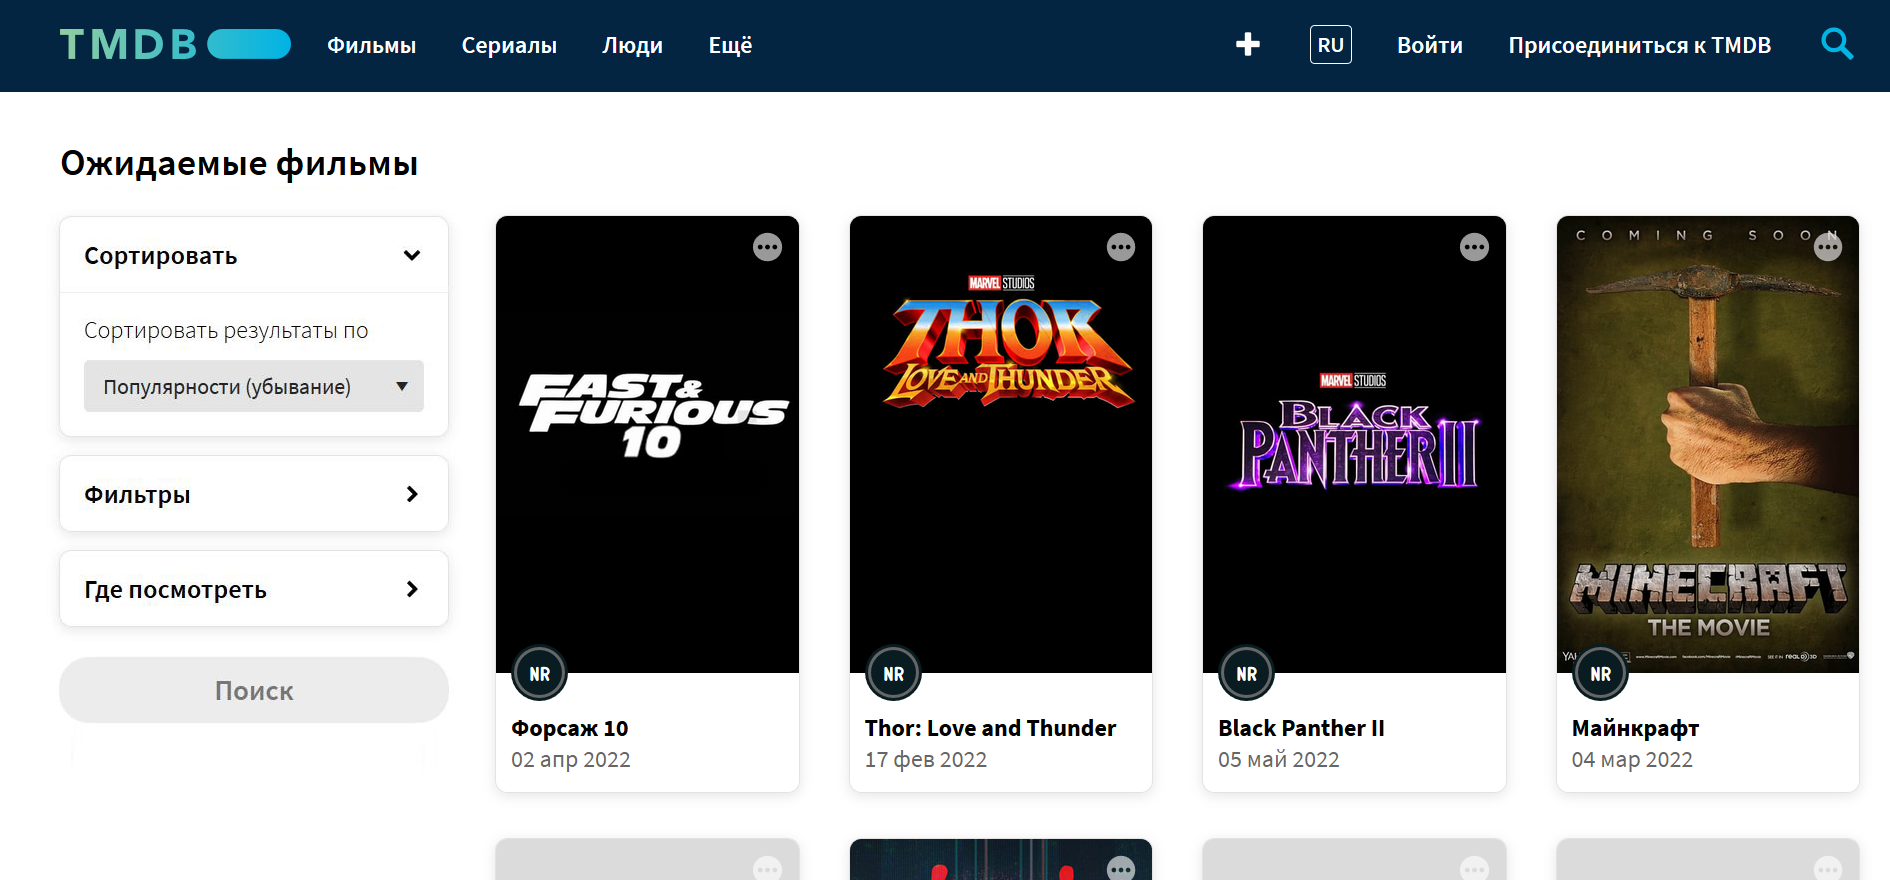 TMDB
Фильмы Сериалы Люди Ещё
RU Войти Присоединиться к TMDB
Ожидаемые фильмы
Сортировать
Сортировать результаты по
Популярности (убывание)
Фильтры
Где посмотреть
Поиск
FAST &
FURIOUS
10
NR
Форсаж 10
02 апр 2022
MARVEL STUDIOS
THOR
LOVE AND THUNDER
NR
Thor: Love and Thunder
17 фев 2022
MARVEL STUDIOS
BLACK
PANTHER II
NR
Black Panther II
05 май 2022
COMING SOON
MINECRAFT
THE MOVIE
NR
Майнкрафт
04 мар 2022